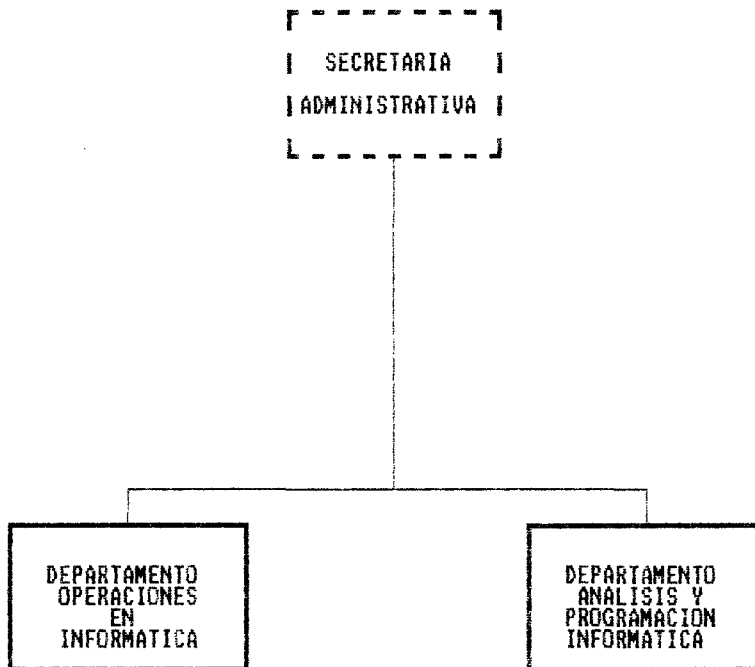 SECRETARIA
ADMINISTRATIVA
DEPARTAMENTO
OPERACIONES
EN
INFORMATICA
DEPARTAMENTO
ANALISIS Y
PROGRAMACION
INFORMATICA